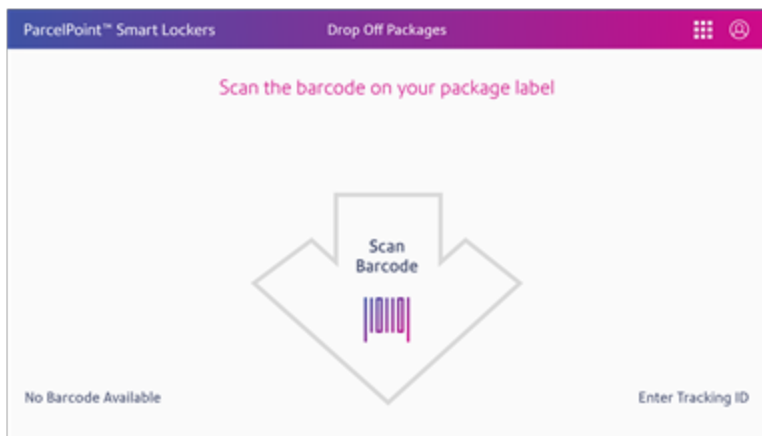 ParcelPoint™ Smart Lockers
Drop Off Packages
Scan the barcode on your package label
Scan
Barcode
No Barcode Available
Enter Tracking ID